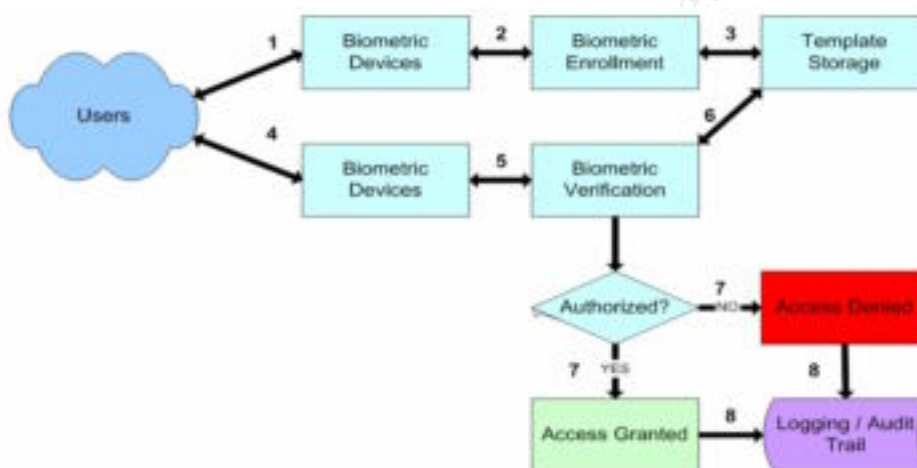 1
Biometric
Devices
2
Biometric
Enrollment
3
Template
Storage
Users
4
Biometric
Devices
5
Biometric
Verification
6
Authorized?
7
NO
Access Denied
7
YES
8
Access Granted
8
Logging / Audit
Trail